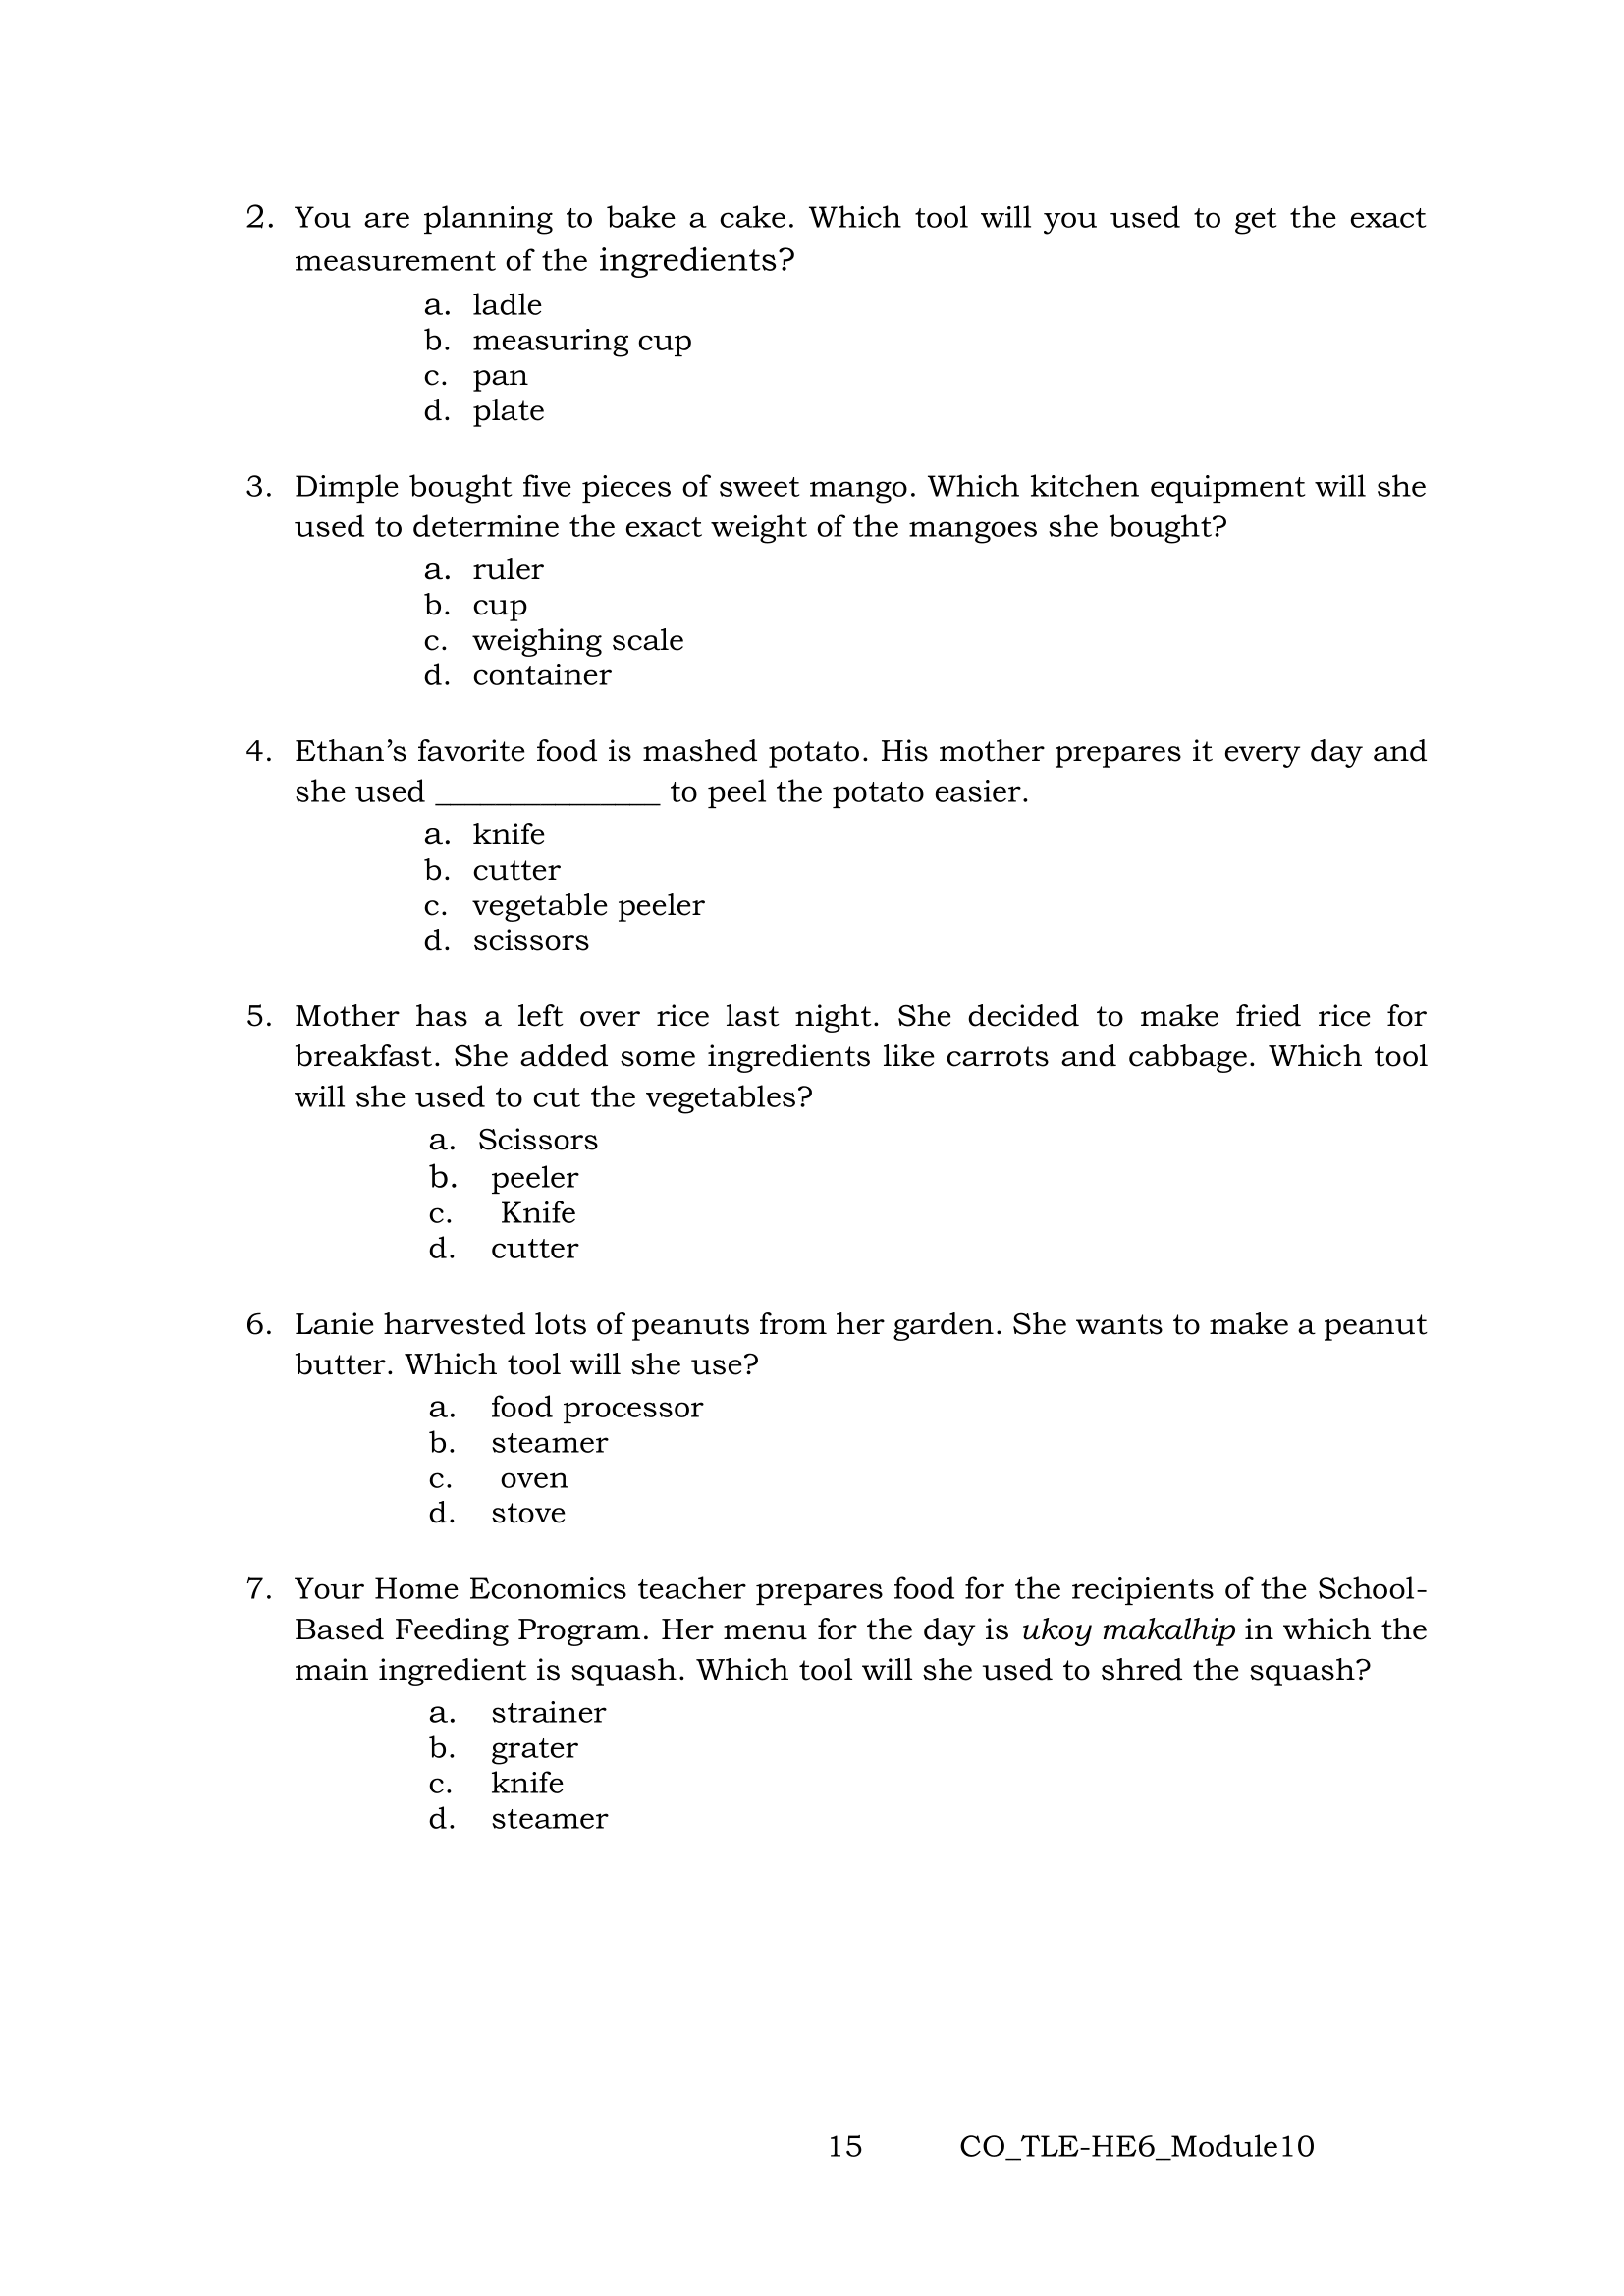 2. You are planning to bake a cake. Which tool will you used to get the exact
measurement of the ingredients?
a. ladle
b. measuring cup
c. pan
d. plate
3. Dimple bought five pieces of sweet mango. Which kitchen equipment will she
used to determine the exact weight of the mangoes she bought?
a. ruler
b. cup
c. weighing scale
d. container
4. Ethan’s favorite food is mashed potato. His mother prepares it every day and
she used _______________ to peel the potato easier.
a. knife
b. cutter
c. vegetable peeler
d. scissors
5. Mother has a left over rice last night. She decided to make fried rice for
breakfast. She added some ingredients like carrots and cabbage. Which tool
will she used to cut the vegetables?
a. Scissors
b. peeler
c. Knife
d. cutter
6. Lanie harvested lots of peanuts from her garden. She wants to make a peanut
butter. Which tool will she use?
a. food processor
b. steamer
c. oven
d. stove
7. Your Home Economics teacher prepares food for the recipients of the School-
Based Feeding Program. Her menu for the day is ukoy makalhip in which the
main ingredient is squash. Which tool will she used to shred the squash?
a. strainer
b. grater
c. knife
d. steamer
15 CO_TLE-HE6_Module10